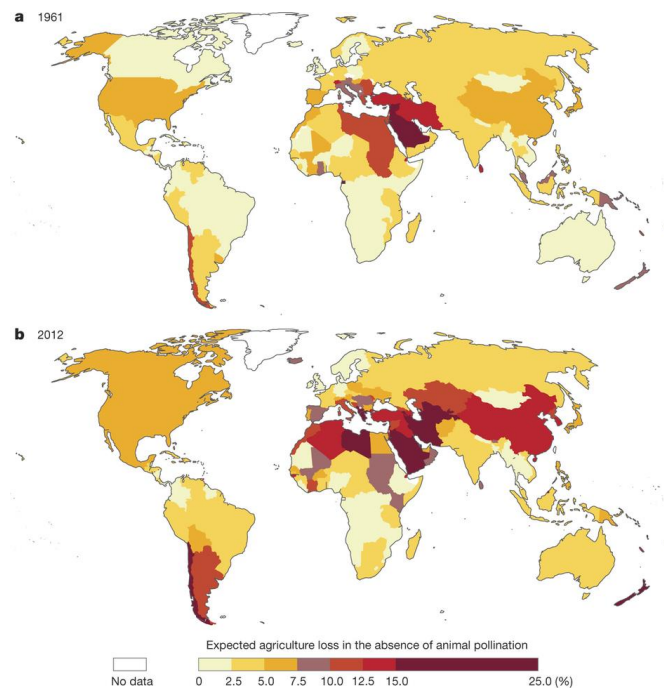 a 1961
b 2012
Expected agriculture loss in the absence of animal pollination
No data
0 2.5 5.0 7.5 10.0 12.5 15.0 25.0 (%)